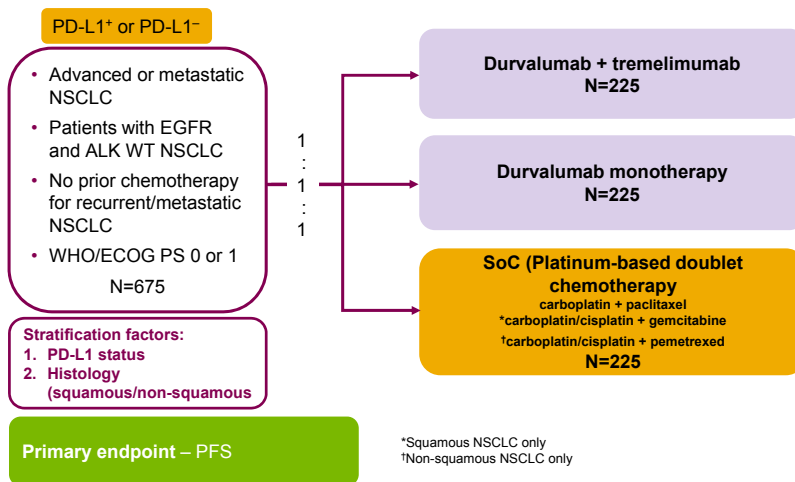 PD-L1⁺ or PD-L1⁻
• Advanced or metastatic
NSCLC
• Patients with EGFR
and ALK WT NSCLC
• No prior chemotherapy
for recurrent/metastatic
NSCLC
• WHO/ECOG PS 0 or 1
N=675
Stratification factors:
1. PD-L1 status
2. Histology
(squamous/non-squamous
Primary endpoint – PFS
1
:
1
:
1
Durvalumab + tremelimumab
N=225
Durvalumab monotherapy
N=225
SoC (Platinum-based doublet
chemotherapy
carboplatin + paclitaxel
*carboplatin/cisplatin + gemcitabine
†carboplatin/cisplatin + pemetrexed
N=225
*Squamous NSCLC only
†Non-squamous NSCLC only